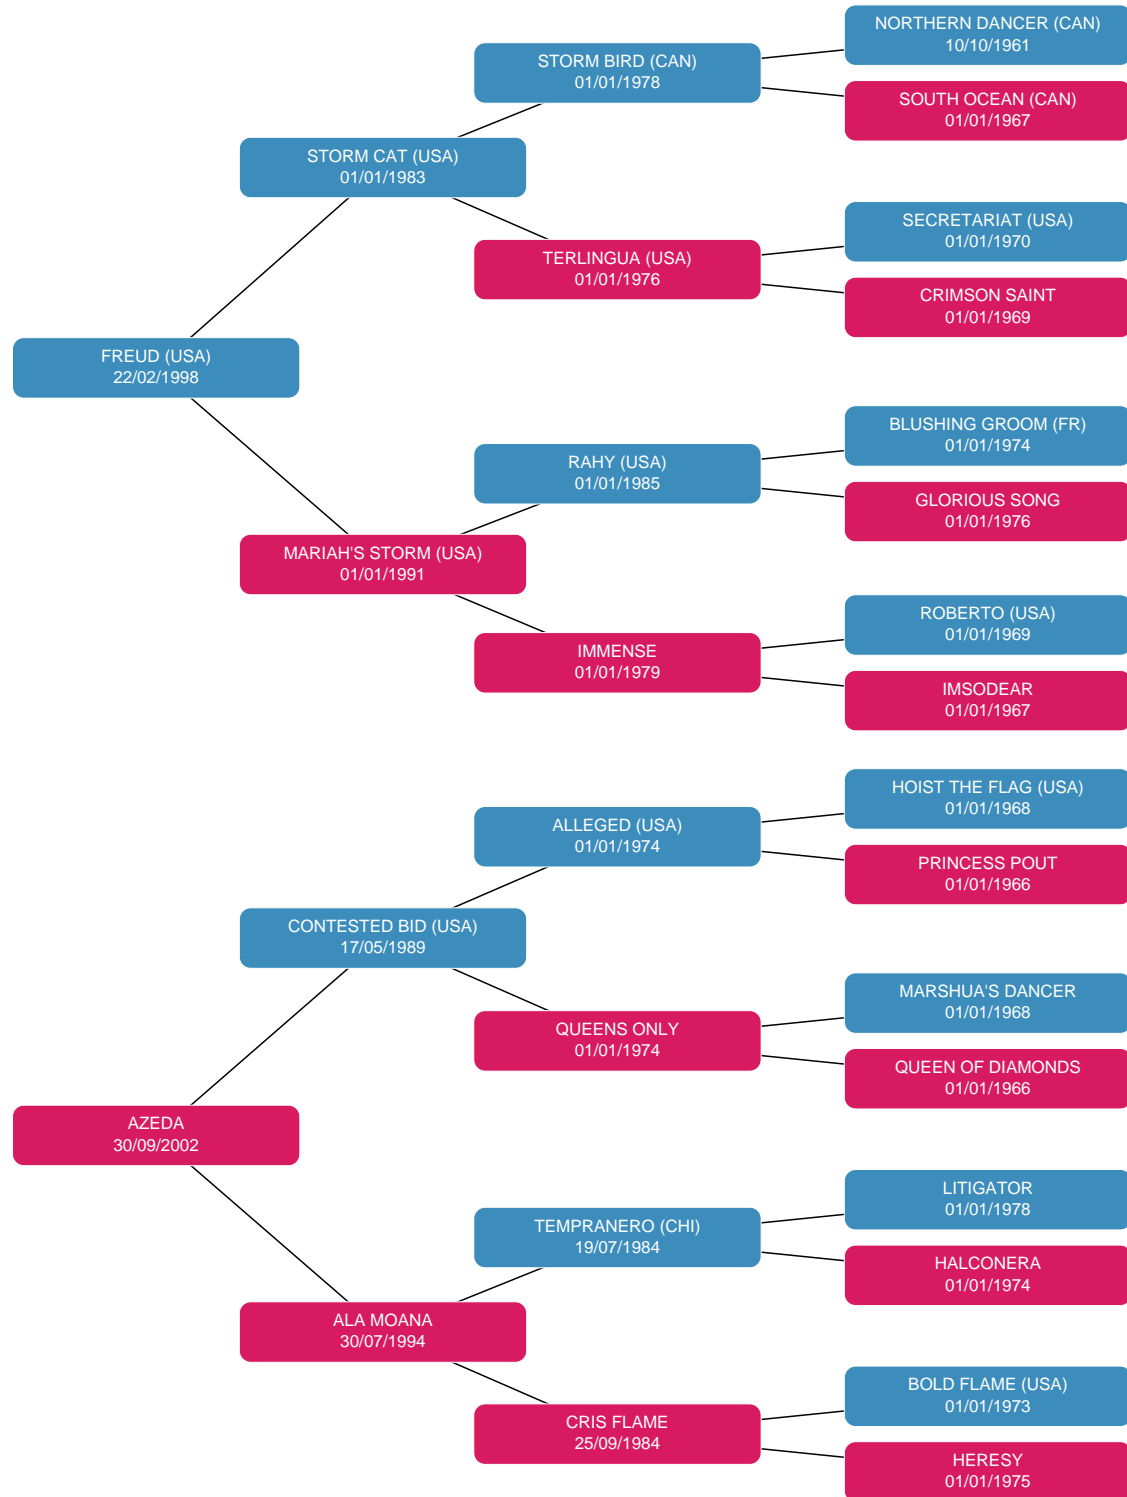 NORTHERN DANCER (CAN)
10/10/1961
STORM BIRD (CAN)
01/01/1978
SOUTH OCEAN (CAN)
01/01/1967
STORM CAT (USA)
01/01/1983
SECRETARIAT (USA)
01/01/1970
TERLINGUA (USA)
01/01/1976
CRIMSON SAINT
01/01/1969
FREUD (USA)
22/02/1998
BLUSHING GROOM (FR)
01/01/1974
RAHY (USA)
01/01/1985
GLORIOUS SONG
01/01/1976
MARIAH'S STORM (USA)
01/01/1991
ROBERTO (USA)
01/01/1969
IMMENSE
01/01/1979
IMSODEAR
01/01/1967
HOIST THE FLAG (USA)
01/01/1968
ALLEGED (USA)
01/01/1974
PRINCESS POUT
01/01/1966
CONTESTED BID (USA)
17/05/1989
MARSHUA'S DANCER
01/01/1968
QUEENS ONLY
01/01/1974
QUEEN OF DIAMONDS
01/01/1966
AZEDA
30/09/2002
LITIGATOR
01/01/1978
TEMPRANERO (CHI)
19/07/1984
HALCONERA
01/01/1974
ALA MOANA
30/07/1994
BOLD FLAME (USA)
01/01/1973
CRIS FLAME
25/09/1984
HERESY
01/01/1975